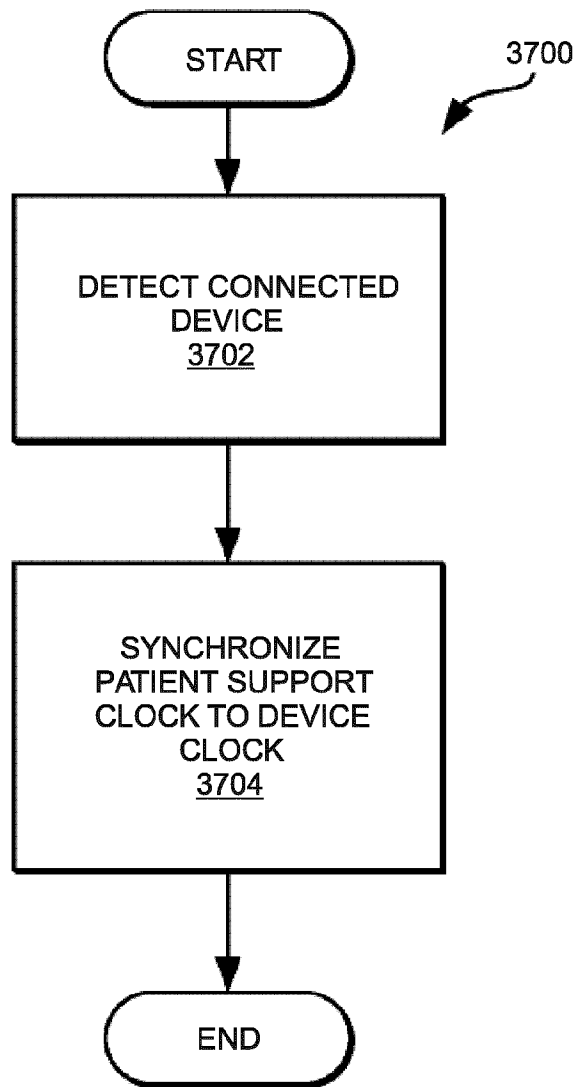 START
3700
DETECT CONNECTED
DEVICE
3702
SYNCHRONIZE
PATIENT SUPPORT
CLOCK TO DEVICE
CLOCK
3704
END